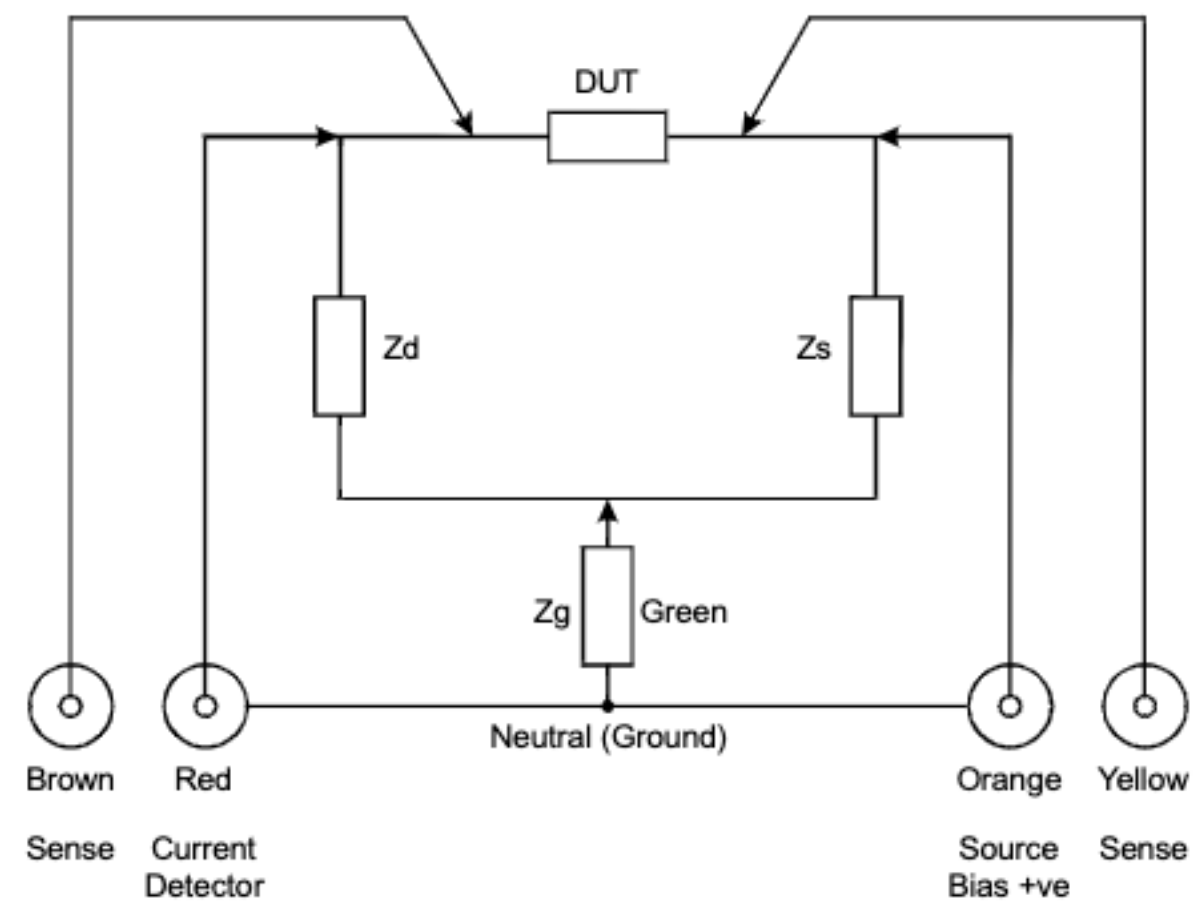 DUT
Zd
Zs
Zg
Green
Neutral (Ground)
Brown
Red
Orange
Yellow
Sense
Current
Detector
Source
Bias +ve
Sense